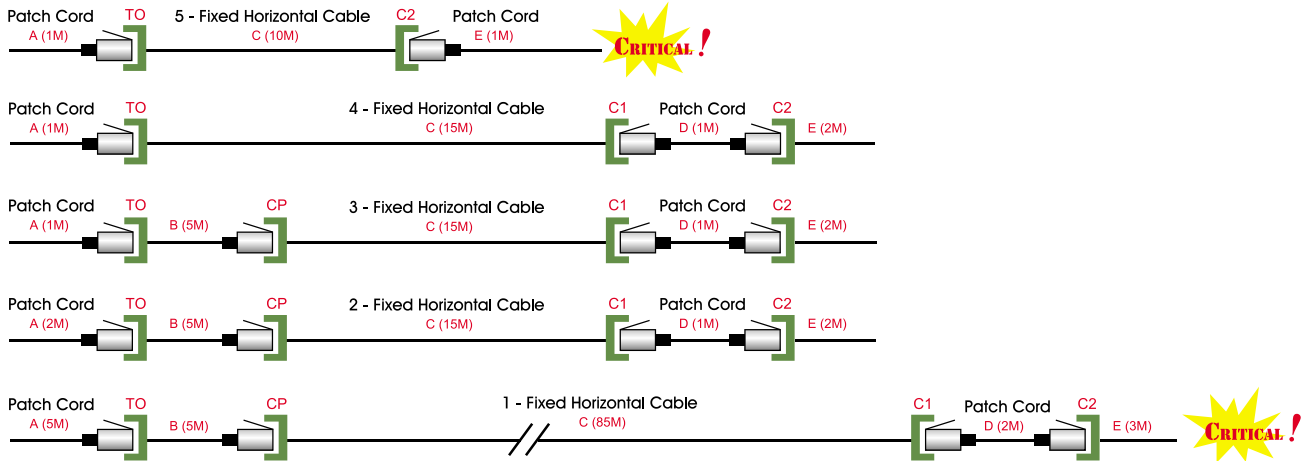 Patch Cord TO 5 - Fixed Horizontal Cable C2 Patch Cord
A (1M) C (10M) E (1M) CRITICAL!
Patch Cord TO 4 - Fixed Horizontal Cable C1 Patch Cord C2
A (1M) C (15M) D (1M) E (2M)
Patch Cord TO CP 3 - Fixed Horizontal Cable C1 Patch Cord C2
A (1M) B (5M) C (15M) D (1M) E (2M)
Patch Cord TO CP 2 - Fixed Horizontal Cable C1 Patch Cord C2
A (2M) B (5M) C (15M) D (1M) E (2M)
Patch Cord TO CP 1 - Fixed Horizontal Cable C1 Patch Cord C2
A (5M) B (5M) C (85M) D (2M) E (3M) CRITICAL!